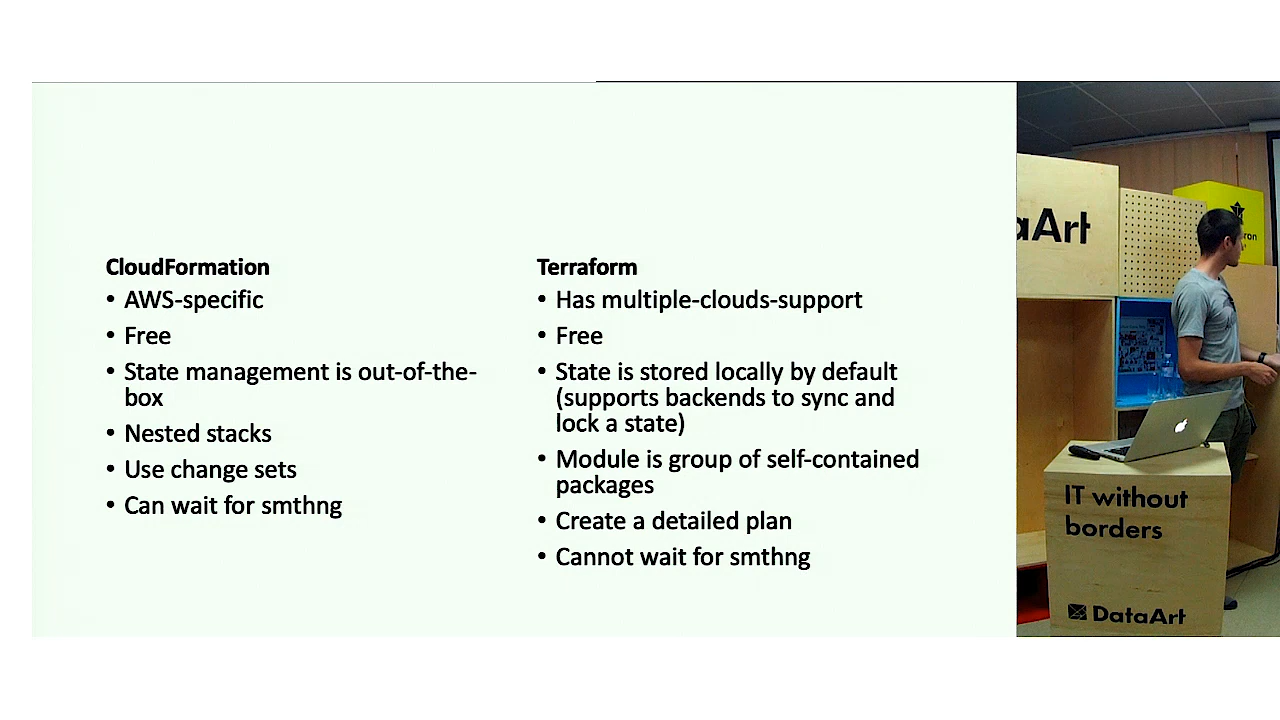 CloudFormation
• AWS-specific
• Free
• State management is out-of-the-
box
• Nested stacks
• Use change sets
• Can wait for smthng
Terraform
• Has multiple-clouds-support
• Free
• State is stored locally by default
(supports backends to sync and
lock a state)
• Module is group of self-contained
packages
• Create a detailed plan
• Cannot wait for smthng
aArt
ron
IT without
borders
DataArt